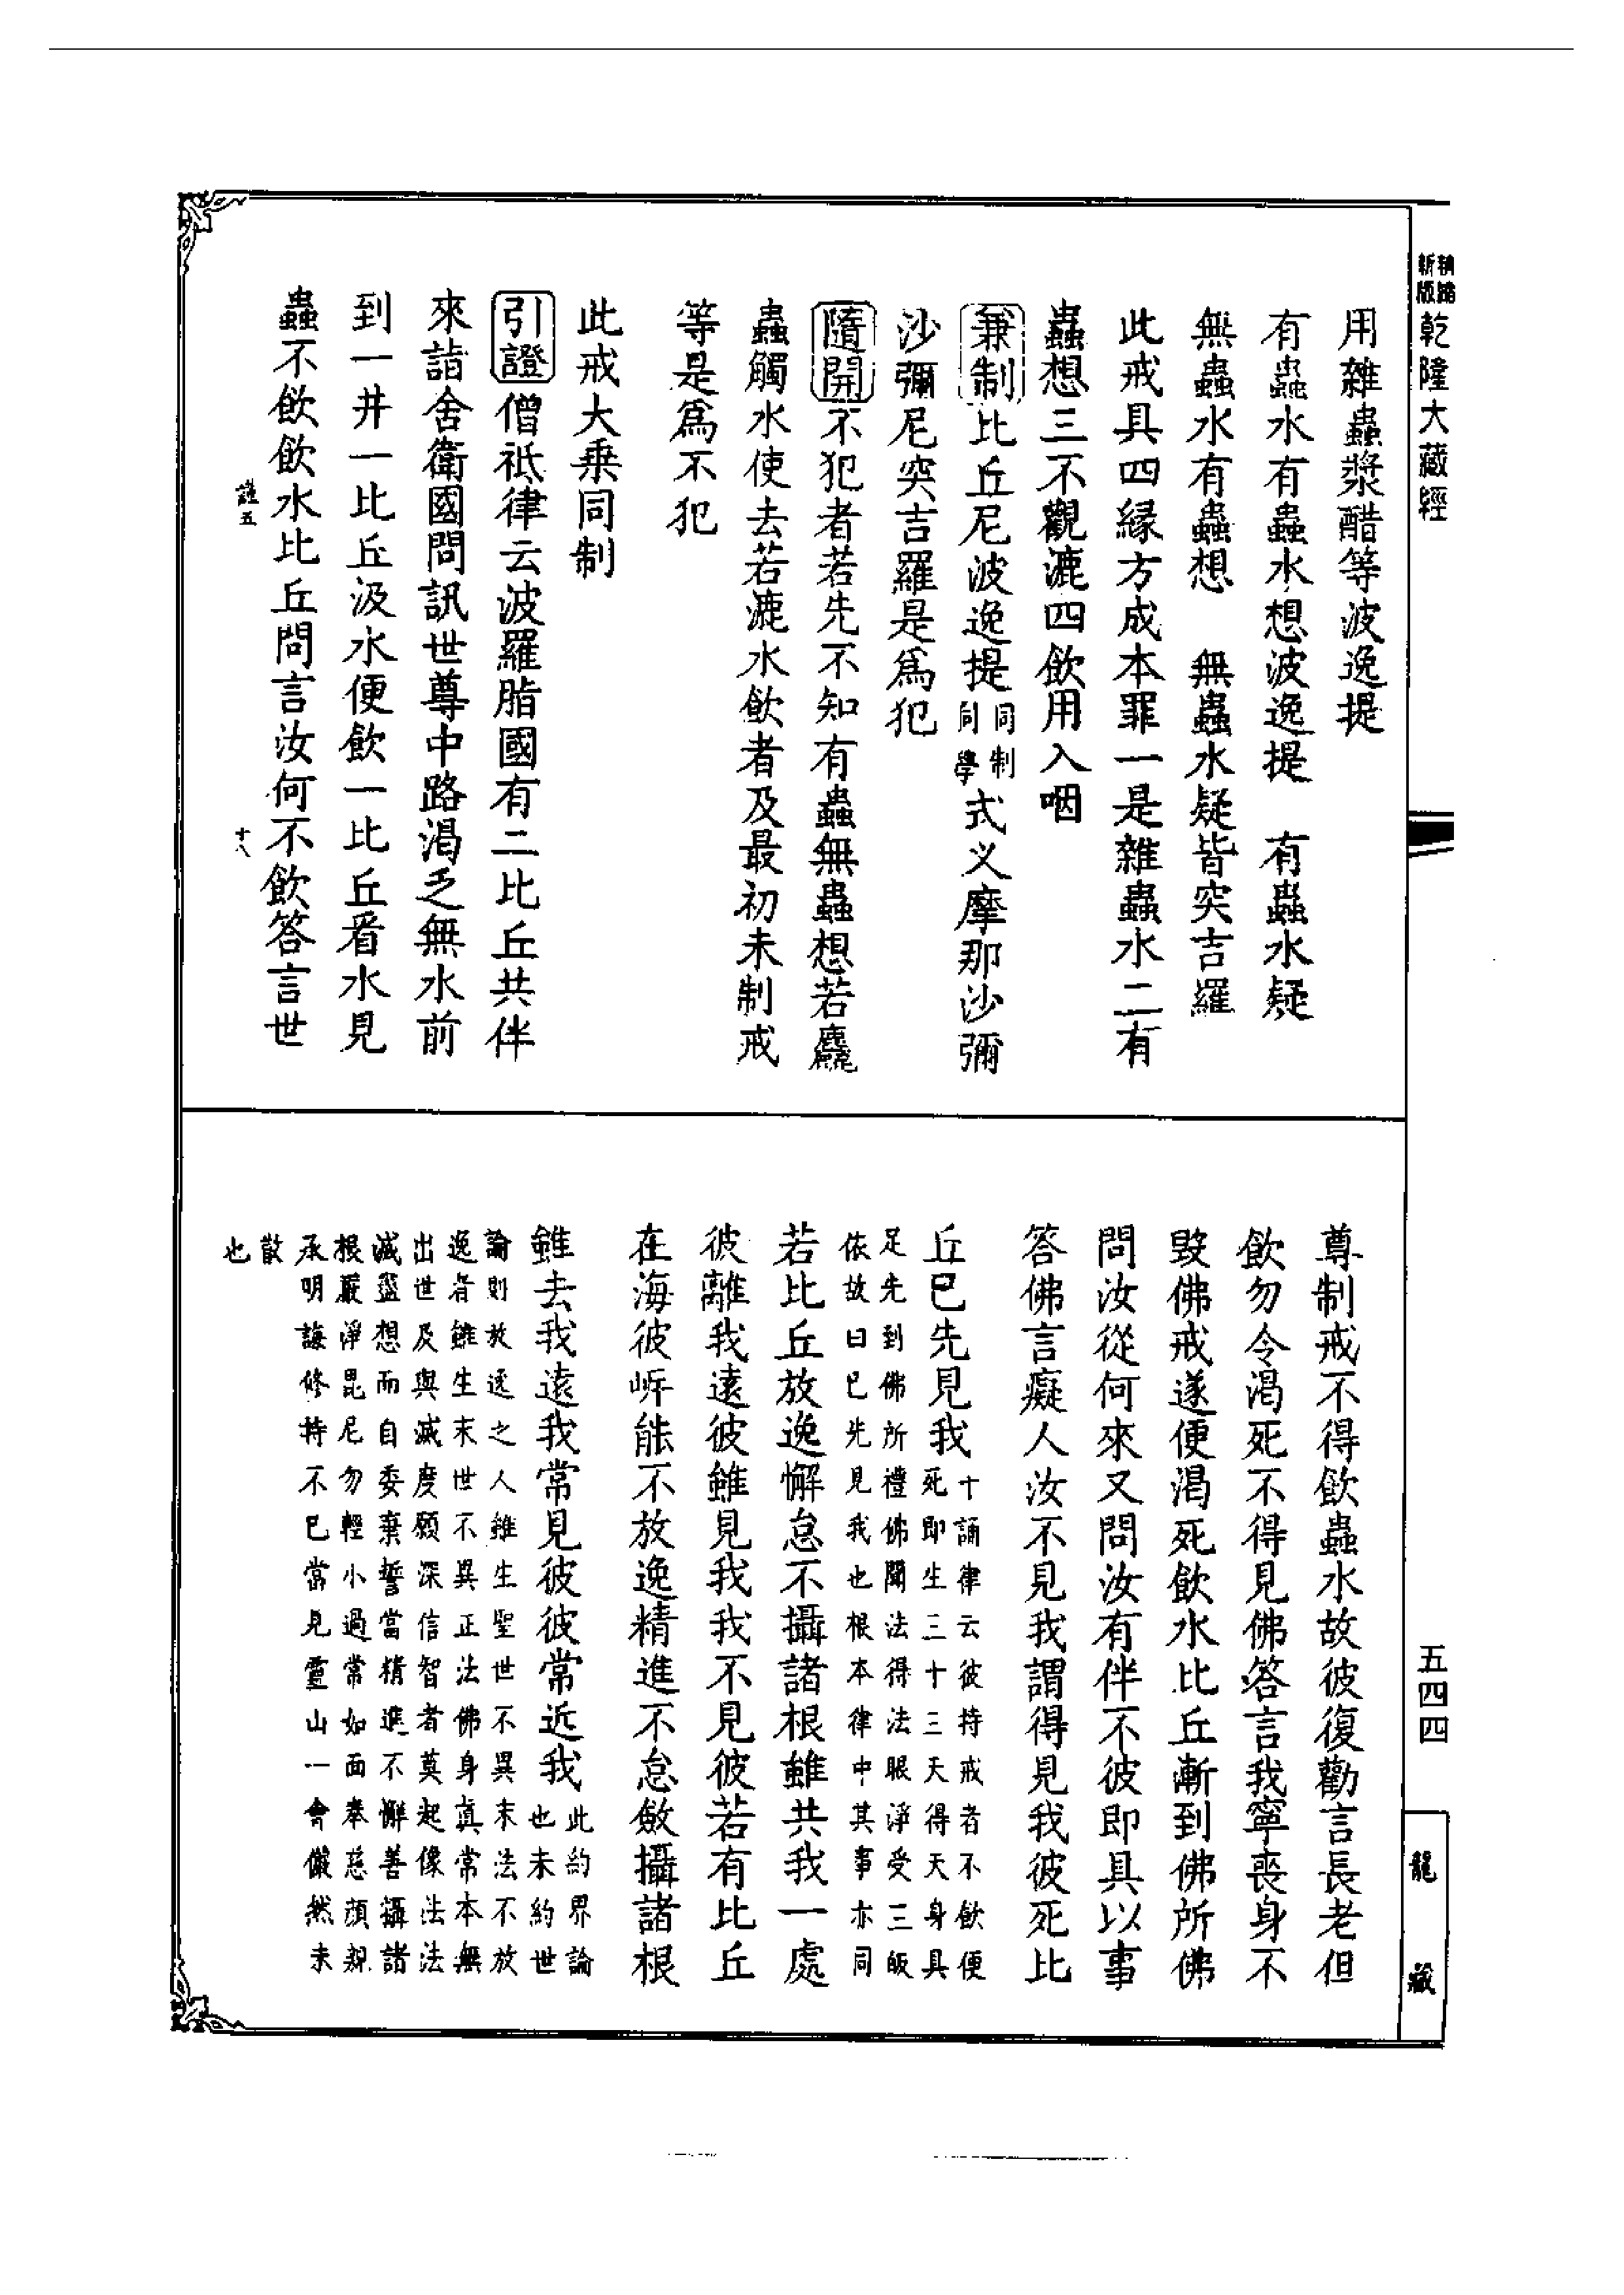 新版
精縮
乾隆大藏經
五四四
龍藏
用雜蟲漿醋等波逸提
有蟲水有蟲水想波逸提　有蟲水疑
無蟲水有蟲想　無蟲水疑皆突吉羅
此戒具四緣方成本罪一是雜蟲水二有
蟲想三不觀漉四飲用入咽
兼制比丘尼波逸提同制同學式义摩那沙彌
沙彌尼突吉羅是爲犯
隨開不犯者若先不知有蟲無蟲想若麤
蟲觸水使去若漉水飲者及最初未制戒
等是爲不犯
此戒大乘同制
引證僧祇律云波羅脂國有二比丘共伴
來詣舍衛國問訊世尊中路渴乏無水前
到一井一比丘汲水便飲一比丘看水見
蟲不飲飲水比丘問言汝何不飲答言世
謹五
十八
尊制戒不得飲蟲水故彼復勸言長老但
飲勿令渴死不得見佛答言我寧喪身不
毀佛戒遂便渴死飲水比丘漸到佛所佛
問汝從何來又問汝有伴不彼即具以事
答佛言癡人汝不見我謂得見我彼死比
丘已先見我
十誦律云彼持戒者不飲便
死即生三十三天得天身具
足先到佛所禮佛聞法得法眼淨受三皈
依故曰已先見我也根本律中其事亦同
若比丘放逸懈怠不攝諸根雖共我一處
彼離我遠彼雖見我我不見彼若有比丘
在海彼岍能不放逸精進不怠斂攝諸根
雖去我遠我常見彼彼常近我
此約界論
也未約世
論則放逸之人雖生聖世不異末法不放
逸者雖生末世不異正法佛身眞常本無
出世及與滅度願深信智者莫起像法法
滅盡想而自委棄誓當精進不懈善攝諸
根嚴淨毘尼勿輕小過常如面奉慈顏親
承明誨修持不已當見靈山一會儼然未
散
也